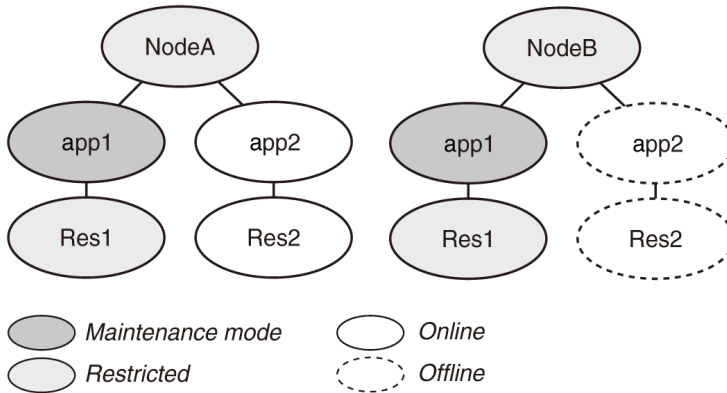 NodeA NodeB
app1 app2 app1 app2
Res1 Res2 Res1 Res2
Maintenance mode Online
Restricted Offline